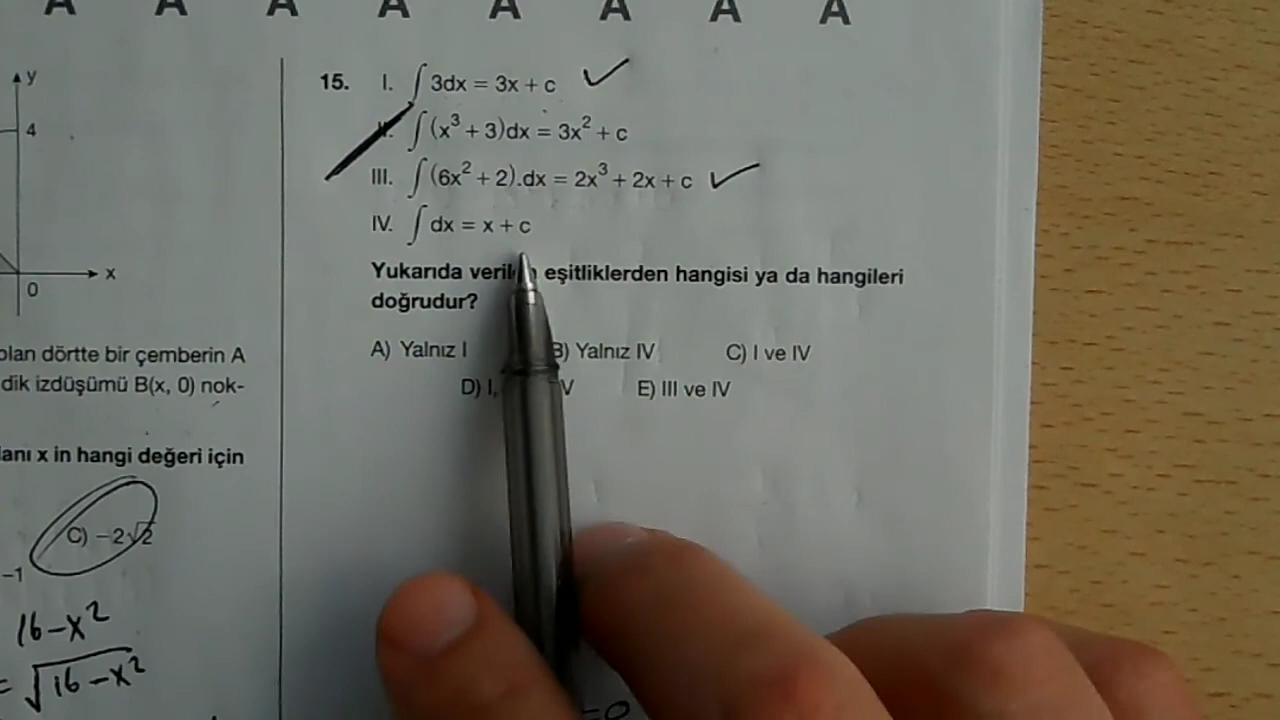 A A A A A A A A
y
4
x
0
olan dörtte bir çemberin A
dik izdüşümü B(x, 0) nok-
anı x in hangi değeri için
C) −2√2
−1
16−x²
= √16−x²
15. I. ∫3dx = 3x + c
∫(x³ + 3)dx = 3x² + c
III. ∫(6x² + 2).dx = 2x³ + 2x + c
IV. ∫dx = x + c
Yukarıda eşitliklerden hangisi ya da hangileri
doğrudur?
A) Yalnız I B) Yalnız IV C) I ve IV
D) I, E) III ve IV
=0